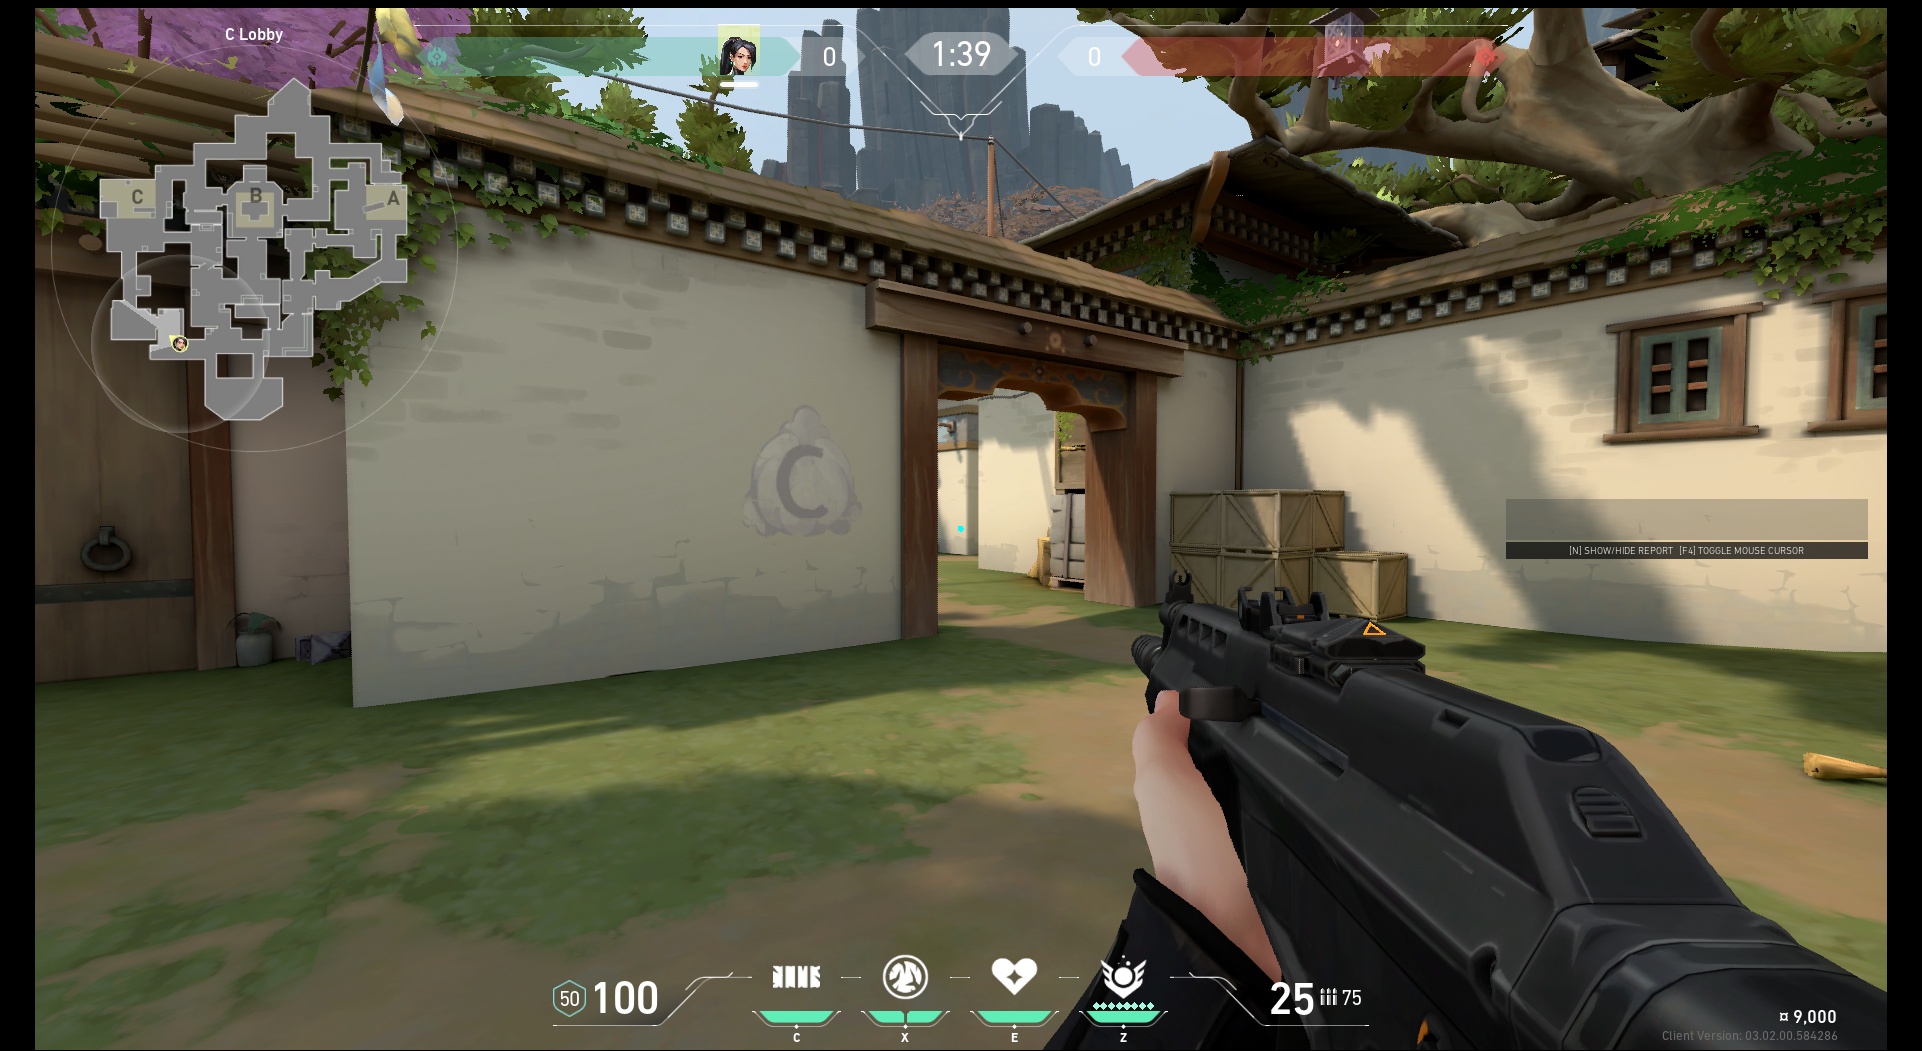 C Lobby
0
1:39
0
C
B
A
C
[N] SHOW/HIDE REPORT [F4] TOGGLE MOUSE CURSOR
50 100
25 75
C X E Z
¤ 9,000
Client Version: 03.02.00.584286